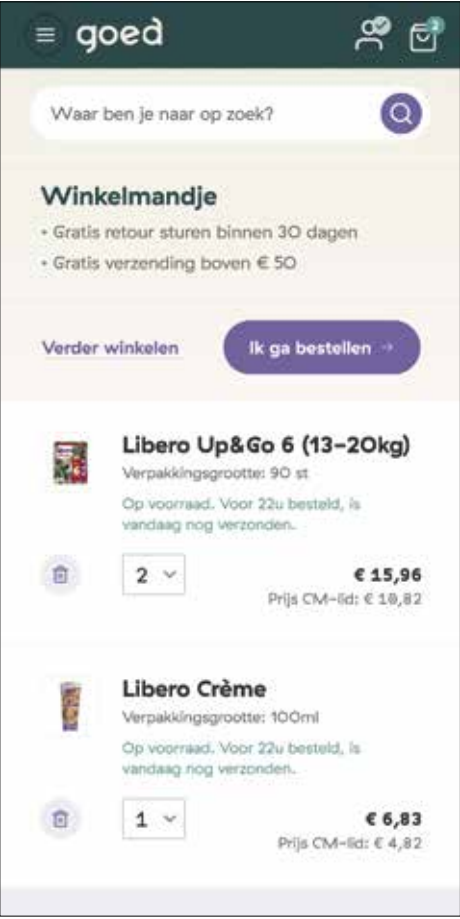 goed
2
Waar ben je naar op zoek?
Winkelmandje
• Gratis retour sturen binnen 30 dagen
• Gratis verzending boven € 50
Verder winkelen
Ik ga bestellen →
Libero Up&Go 6 (13-20kg)
Verpakkingsgrootte: 90 st
Op voorraad. Voor 22u besteld, is
vandaag nog verzonden.
2
€ 15,96
Prijs CM-lid: € 10,82
Libero Crème
Verpakkingsgrootte: 100ml
Op voorraad. Voor 22u besteld, is
vandaag nog verzonden.
1
€ 6,83
Prijs CM-lid: € 4,82